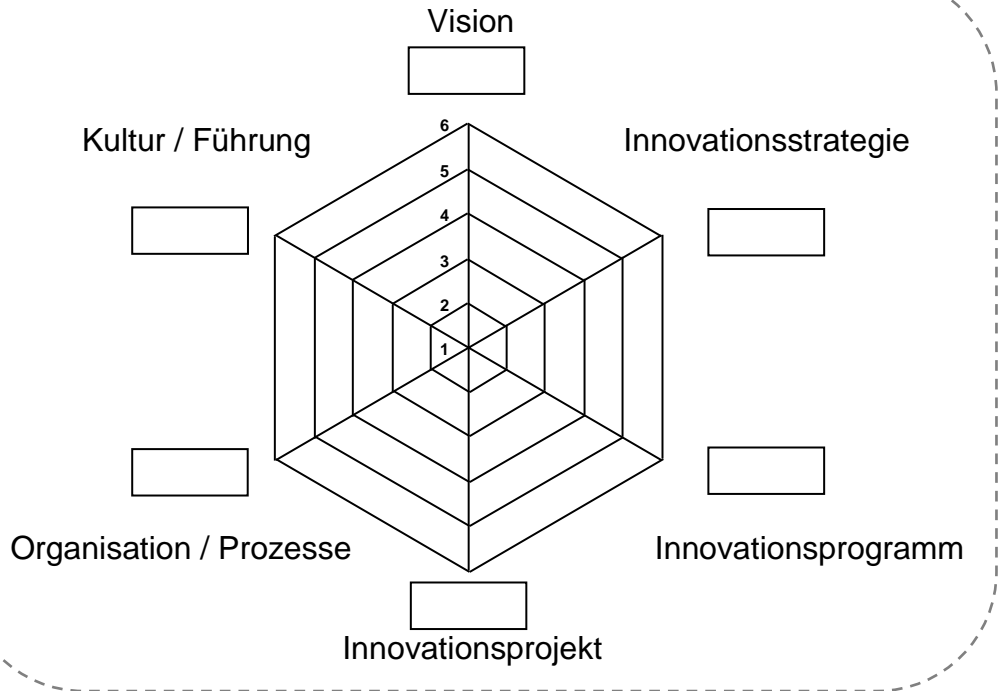 Vision
6
Kultur / Führung
Innovationsstrategie
5
4
3
2
1
Organisation / Prozesse
Innovationsprogramm
Innovationsprojekt